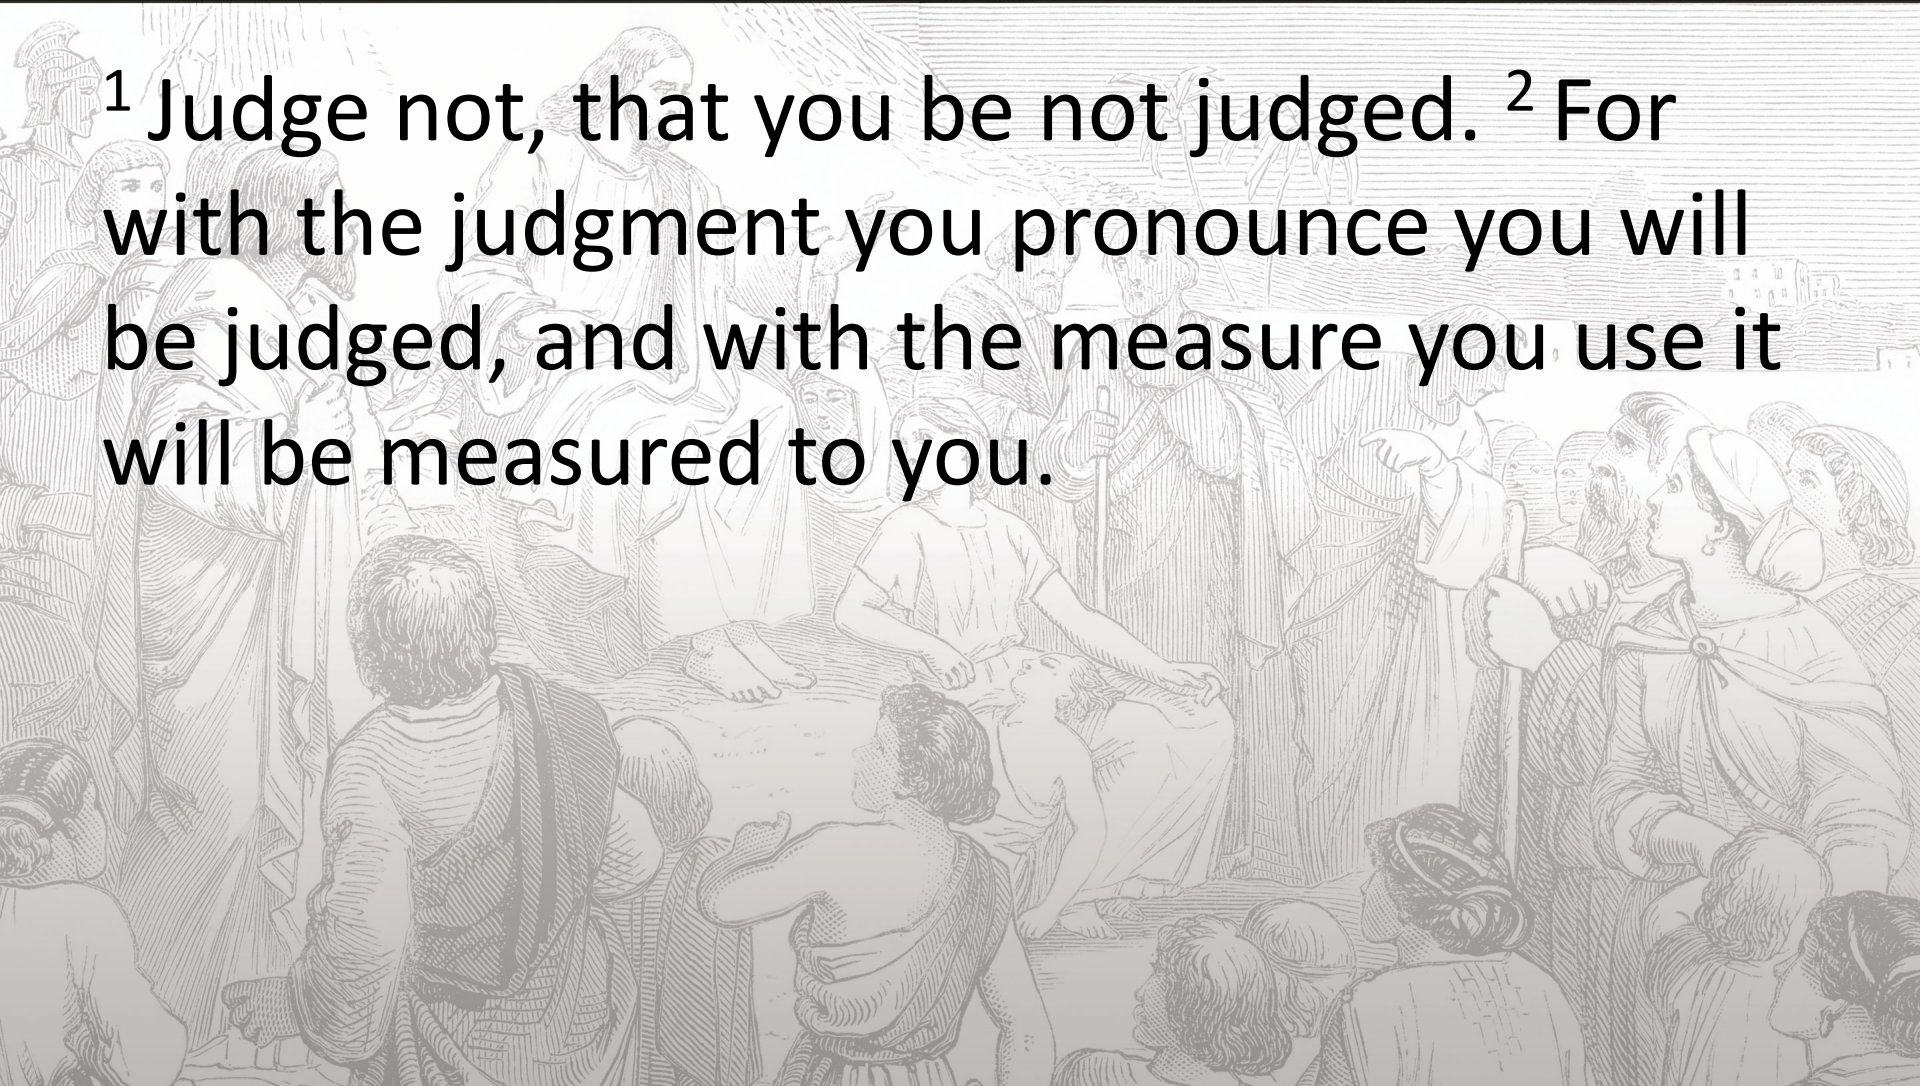 1 Judge not, that you be not judged. 2 For
with the judgment you pronounce you will
be judged, and with the measure you use it
will be measured to you.